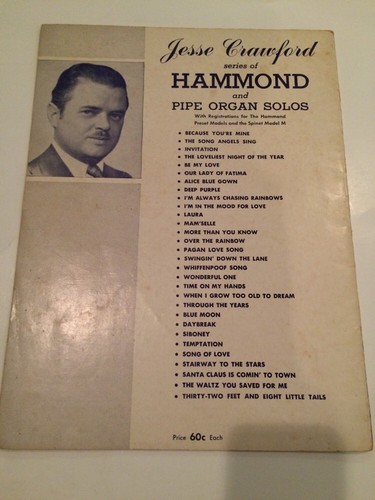 Jesse Crawford
series of
HAMMOND
and
PIPE ORGAN SOLOS
With Registrations for The Hammond
Preset Models and the Spinet Model M
• BECAUSE YOU'RE MINE
• THE SONG ANGELS SING
• INVITATION
• THE LOVELIEST NIGHT OF THE YEAR
• BE MY LOVE
• OUR LADY OF FATIMA
• ALICE BLUE GOWN
• DEEP PURPLE
• I'M ALWAYS CHASING RAINBOWS
• I'M IN THE MOOD FOR LOVE
• LAURA
• MAM'SELLE
• MORE THAN YOU KNOW
• OVER THE RAINBOW
• PAGAN LOVE SONG
• SWINGIN' DOWN THE LANE
• WHIFFENPOOF SONG
• WONDERFUL ONE
• TIME ON MY HANDS
• WHEN I GROW TOO OLD TO DREAM
• THROUGH THE YEARS
• BLUE MOON
• DAYBREAK
• SIBONEY
• TEMPTATION
• SONG OF LOVE
• STAIRWAY TO THE STARS
• SANTA CLAUS IS COMIN' TO TOWN
• THE WALTZ YOU SAVED FOR ME
• THIRTY-TWO FEET AND EIGHT LITTLE TAILS
Price 60c Each